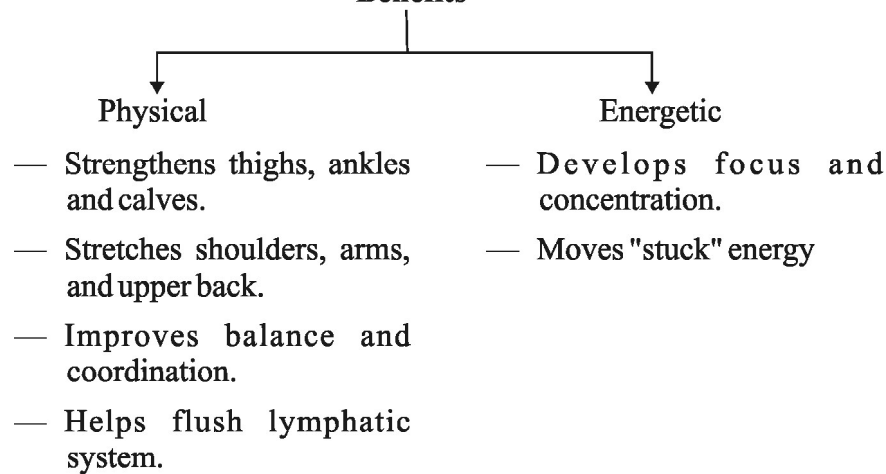 Benefits
Physical
— Strengthens thighs, ankles
and calves.
— Stretches shoulders, arms,
and upper back.
— Improves balance and
coordination.
— Helps flush lymphatic
system.
Energetic
— Develops focus and
concentration.
— Moves "stuck" energy